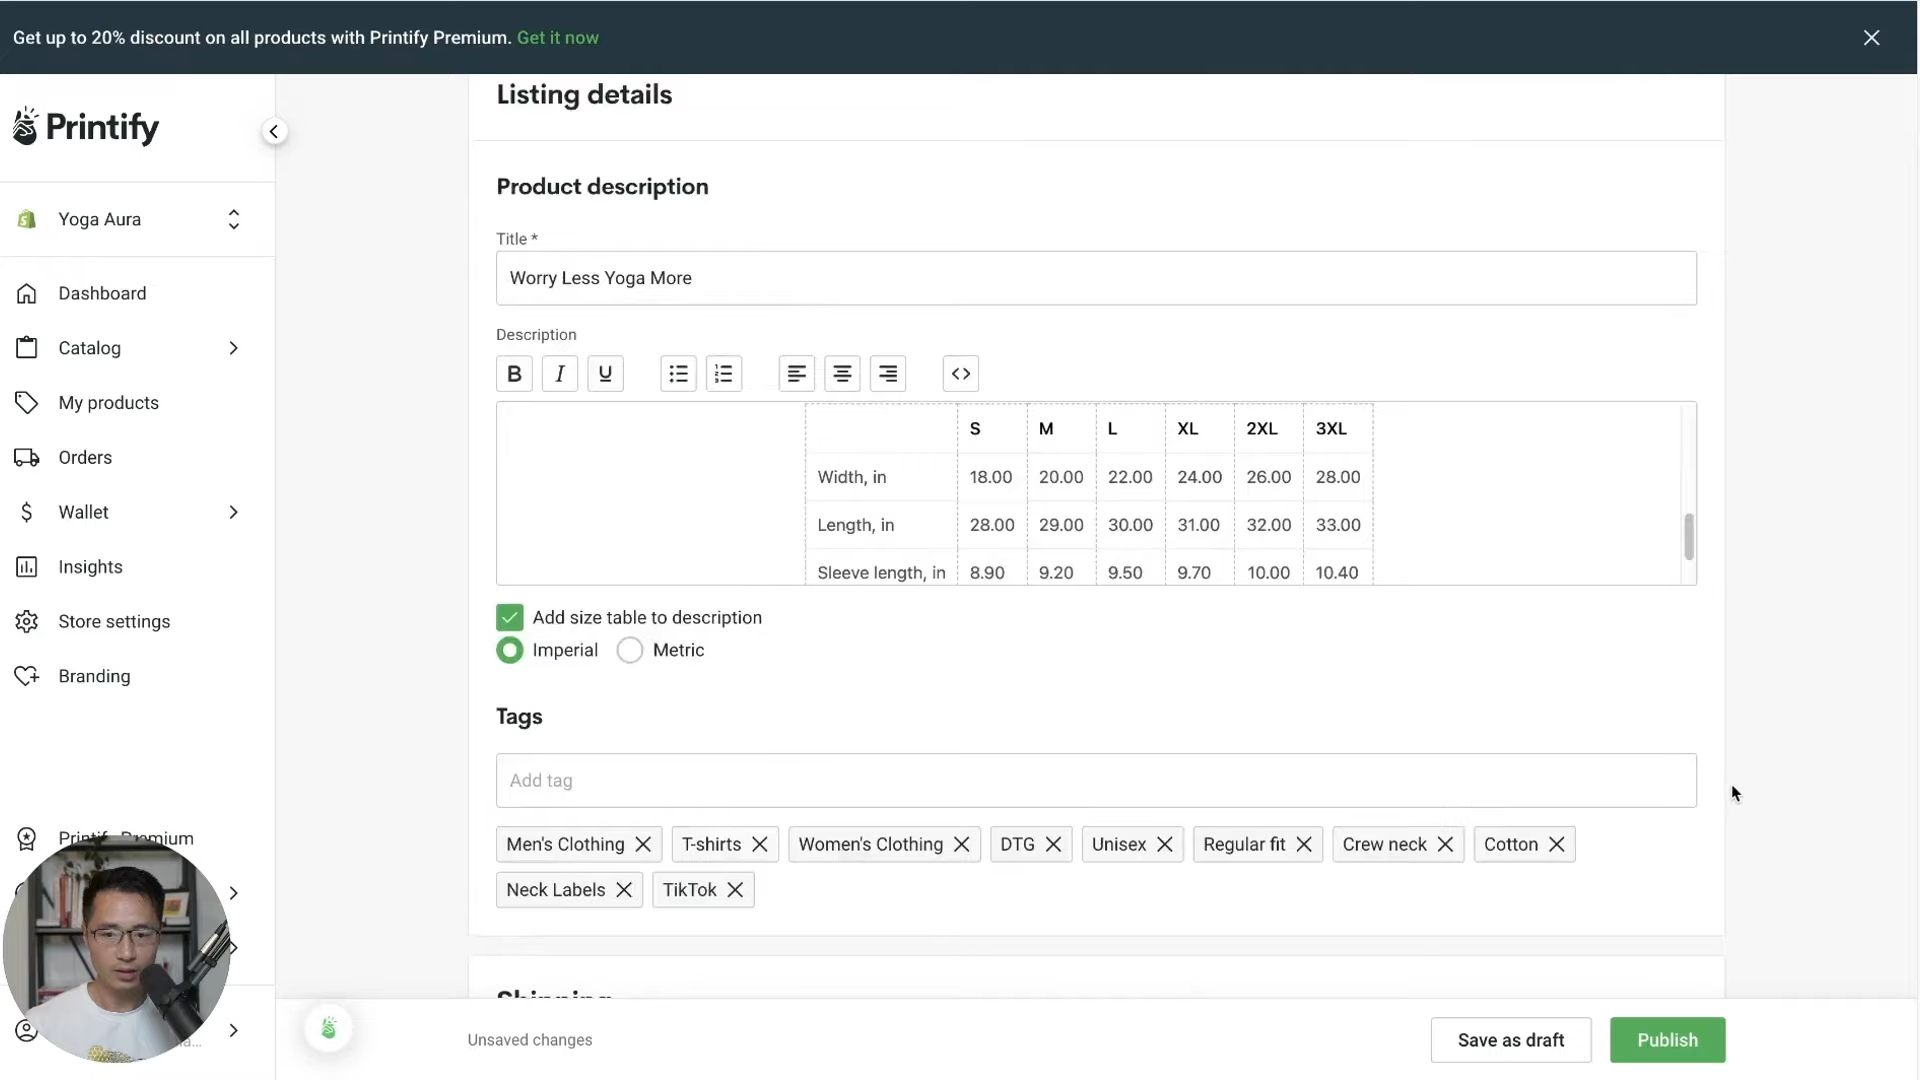 Get up to 20% discount on all products with Printify Premium. Get it now
Printify
Listing details
Yoga Aura
Dashboard
Catalog
My products
Orders
Wallet
Insights
Store settings
Branding
Printify Premium
Product description
Title *
Worry Less Yoga More
Description
B I U
S M L XL 2XL 3XL
Width, in 18.00 20.00 22.00 24.00 26.00 28.00
Length, in 28.00 29.00 30.00 31.00 32.00 33.00
Sleeve length, in 8.90 9.20 9.50 9.70 10.00 10.40
Add size table to description
Imperial Metric
Tags
Add tag
Men's Clothing T-shirts Women's Clothing DTG Unisex Regular fit Crew neck Cotton
Neck Labels TikTok
Shipping
Unsaved changes
Save as draft
Publish